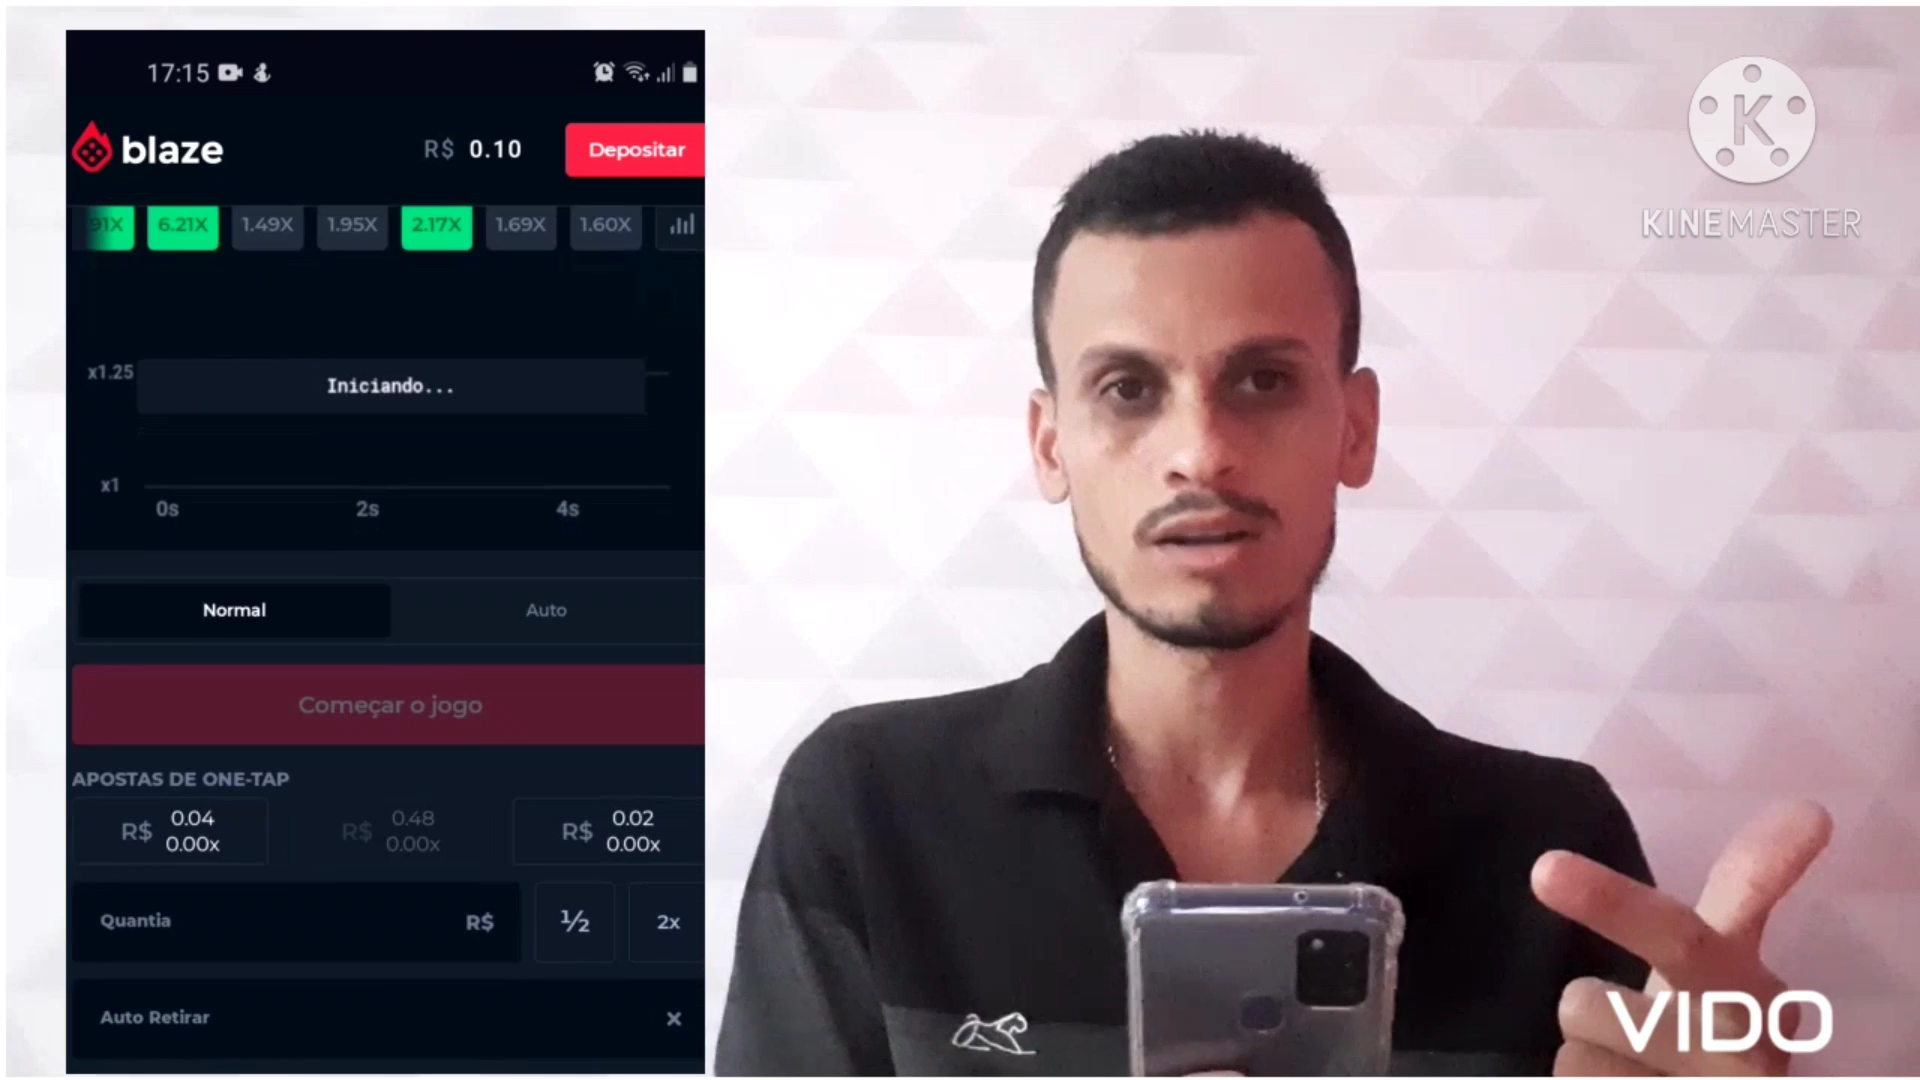 17:15
blaze
R$ 0.10
Depositar
91X 6.21X 1.49X 1.95X 2.17X 1.69X 1.60X
x1.25
Iniciando...
x1
0s 2s 4s
Normal Auto
Começar o jogo
APOSTAS DE ONE-TAP
R$ 0.04 0.00x
R$ 0.48 0.00x
R$ 0.02 0.00x
Quantia R$ ½ 2x
Auto Retirar ×
K
KINEMASTER
VIDO